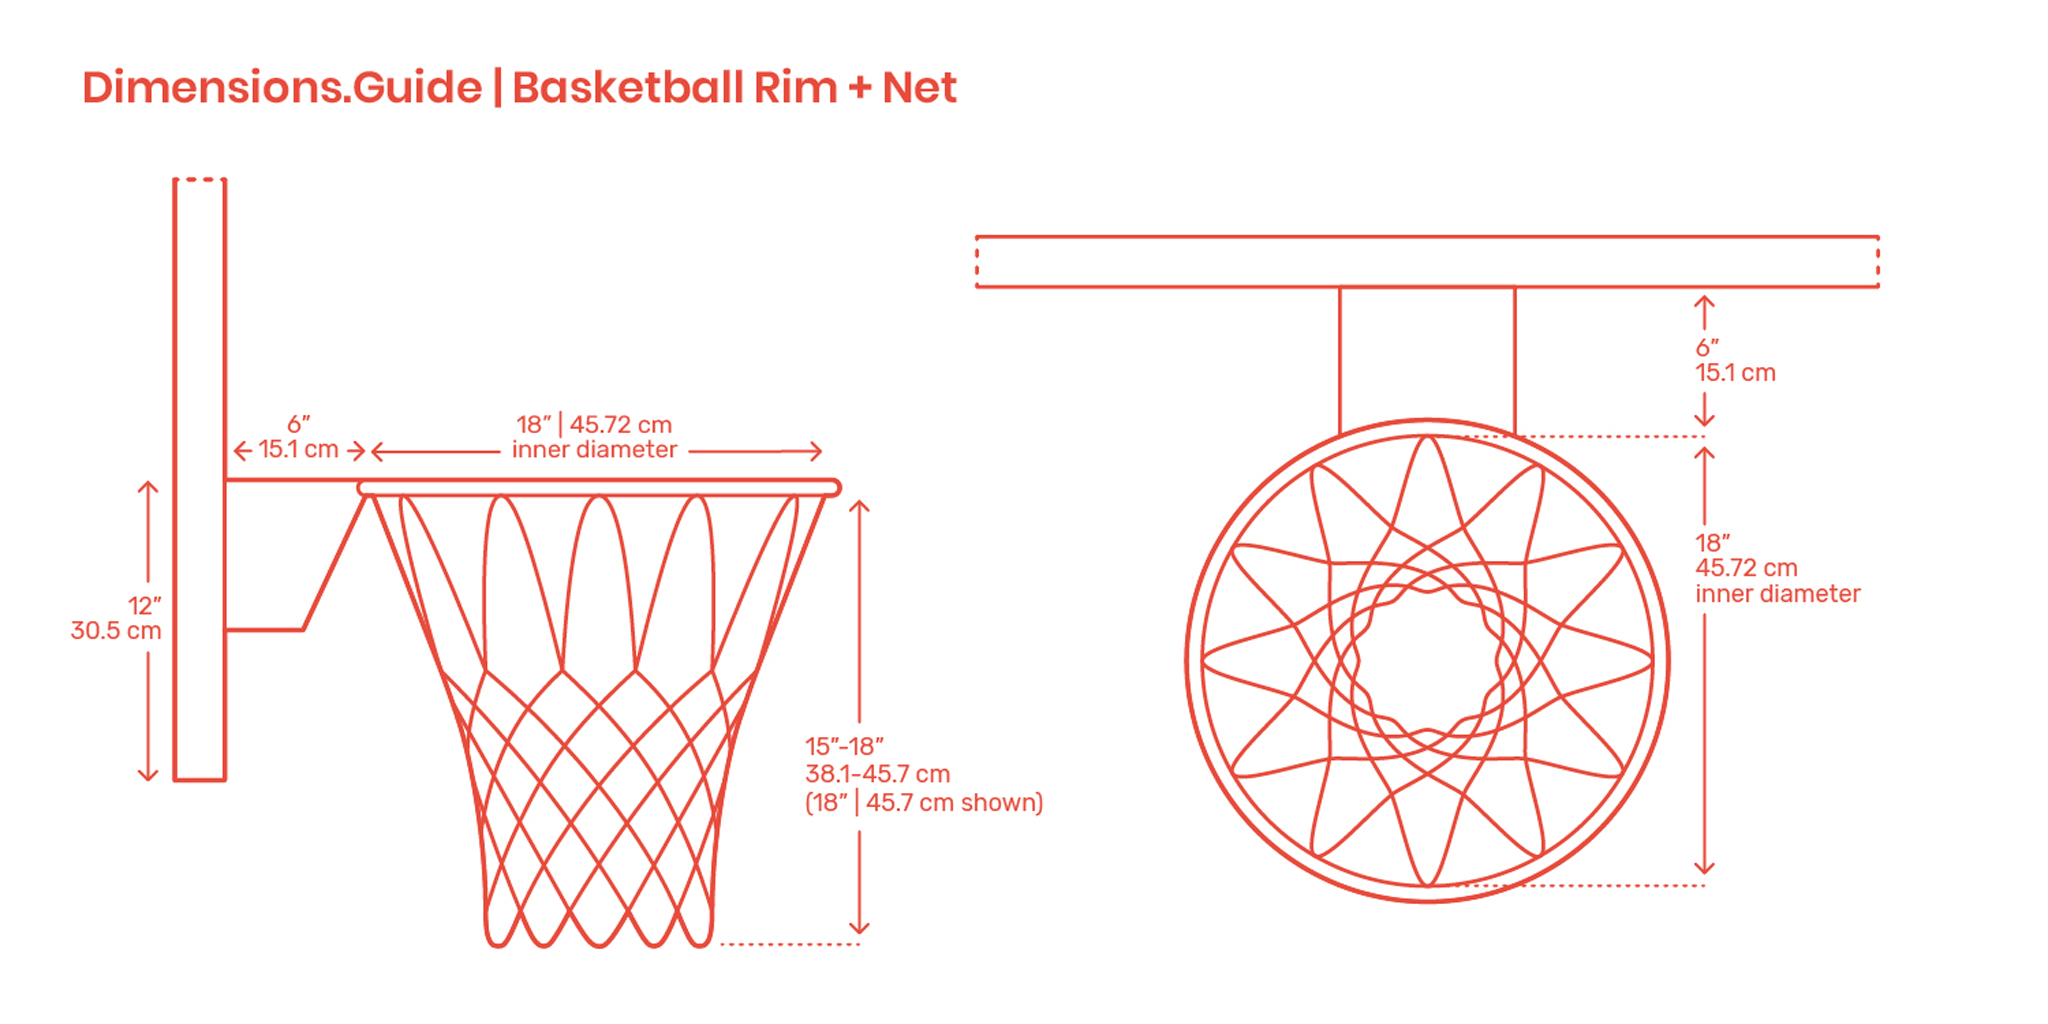 Dimensions.Guide | Basketball Rim + Net
6”
15.1 cm
18” | 45.72 cm
inner diameter
12”
30.5 cm
15”-18”
38.1-45.7 cm
(18” | 45.7 cm shown)
6”
15.1 cm
18”
45.72 cm
inner diameter